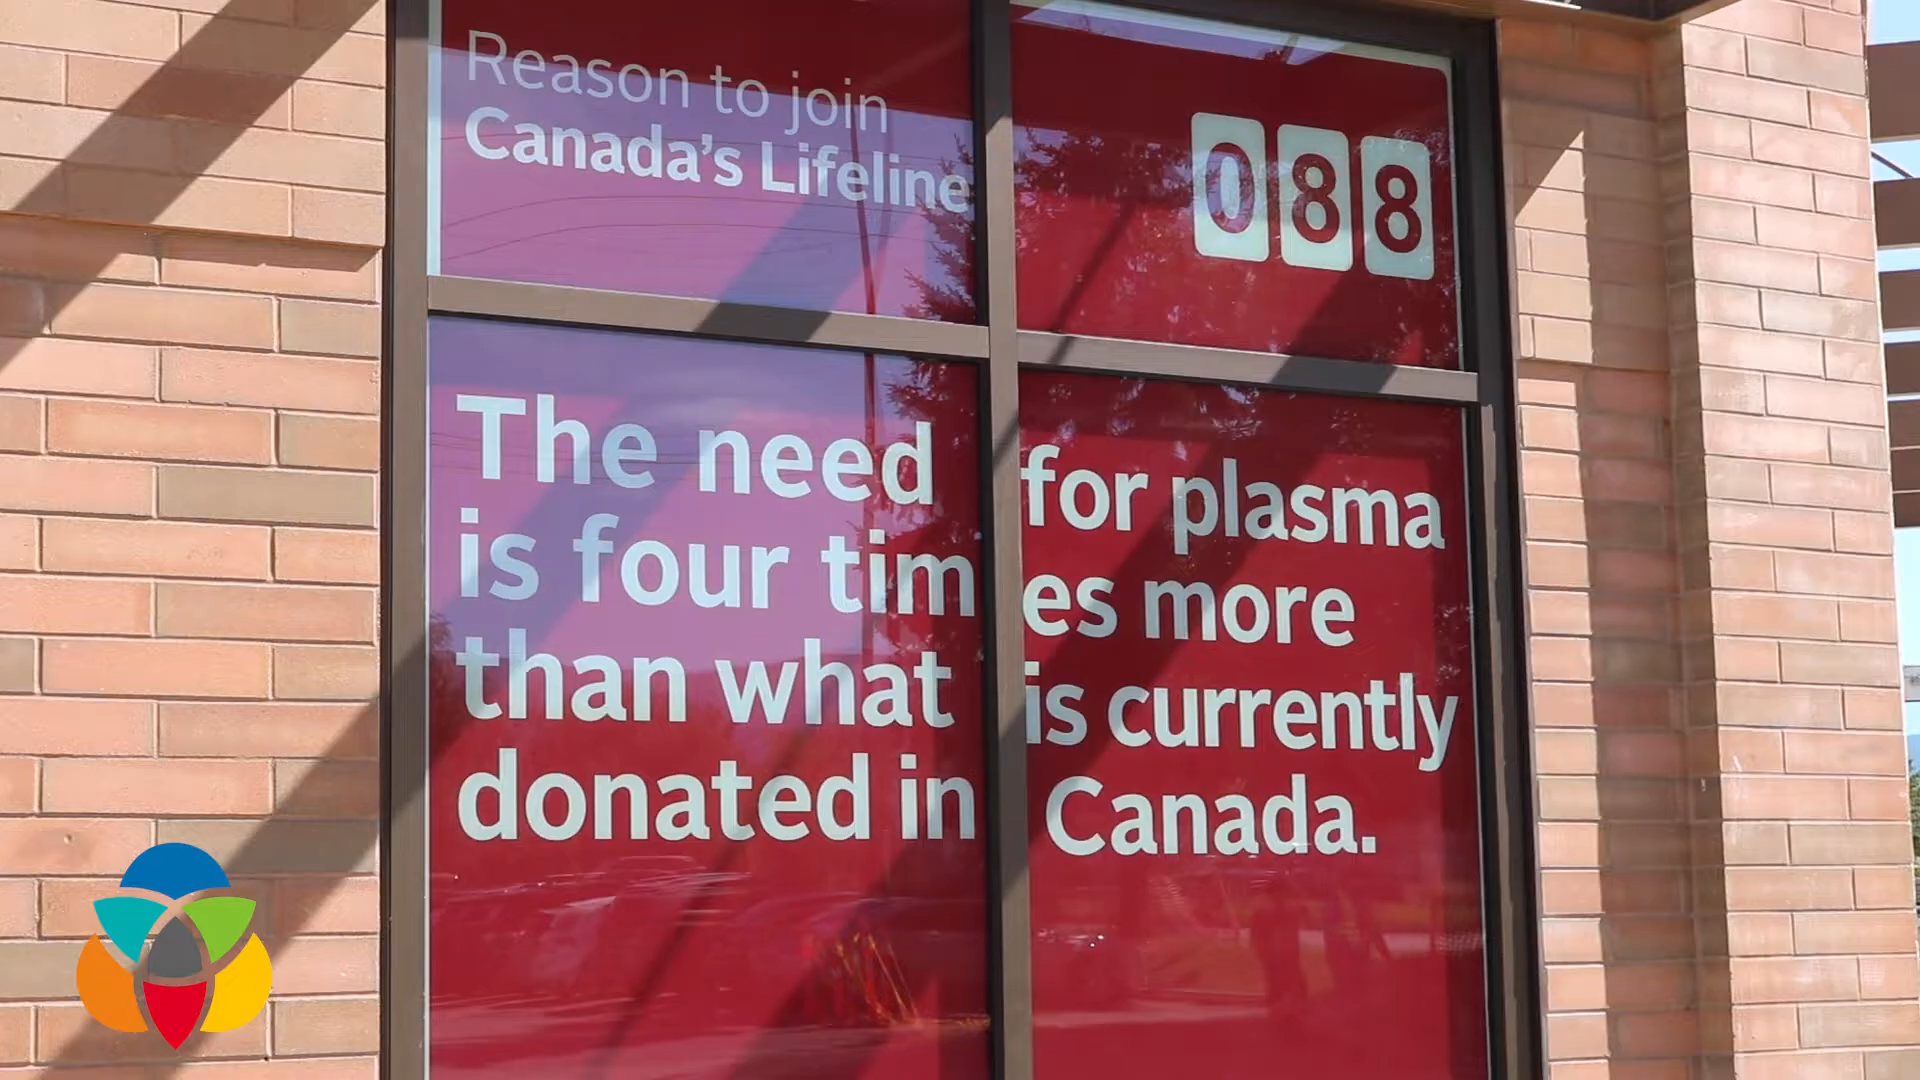 Reason to join
Canada's Lifeline
088
The need for plasma
is four times more
than what is currently
donated in Canada.